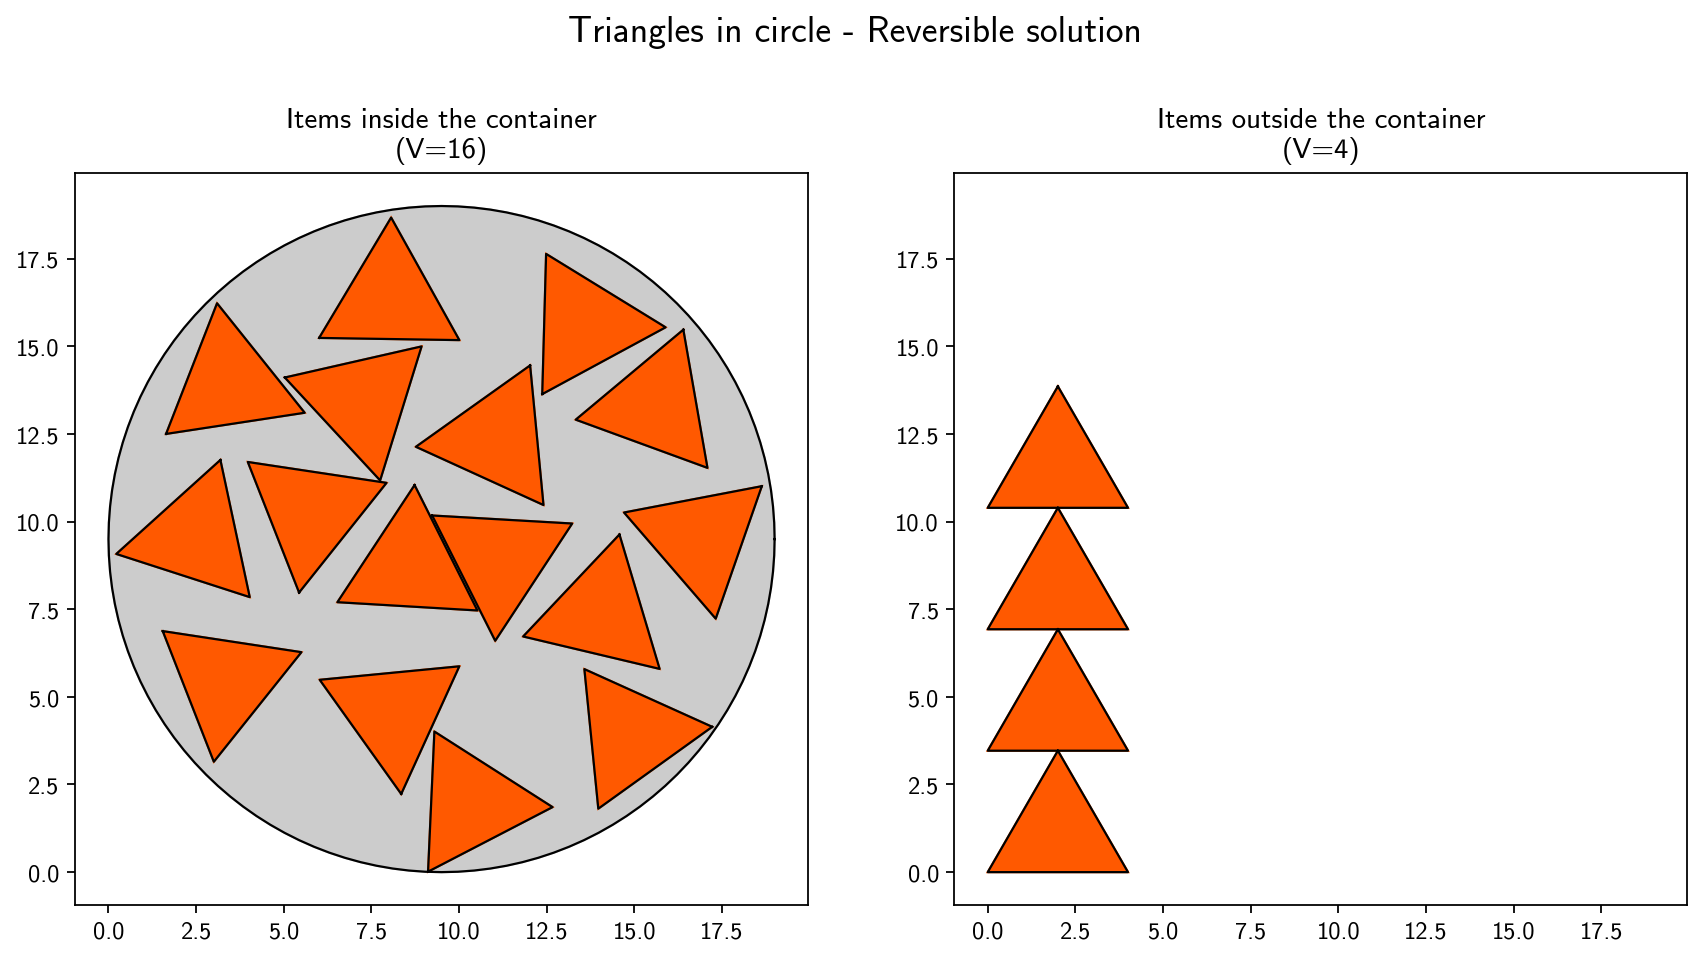 Triangles in circle - Reversible solution
Items inside the container
(V=16)
17.5
15.0
12.5
10.0
7.5
5.0
2.5
0.0
0.0 2.5 5.0 7.5 10.0 12.5 15.0 17.5
Items outside the container
(V=4)
17.5
15.0
12.5
10.0
7.5
5.0
2.5
0.0
0.0 2.5 5.0 7.5 10.0 12.5 15.0 17.5